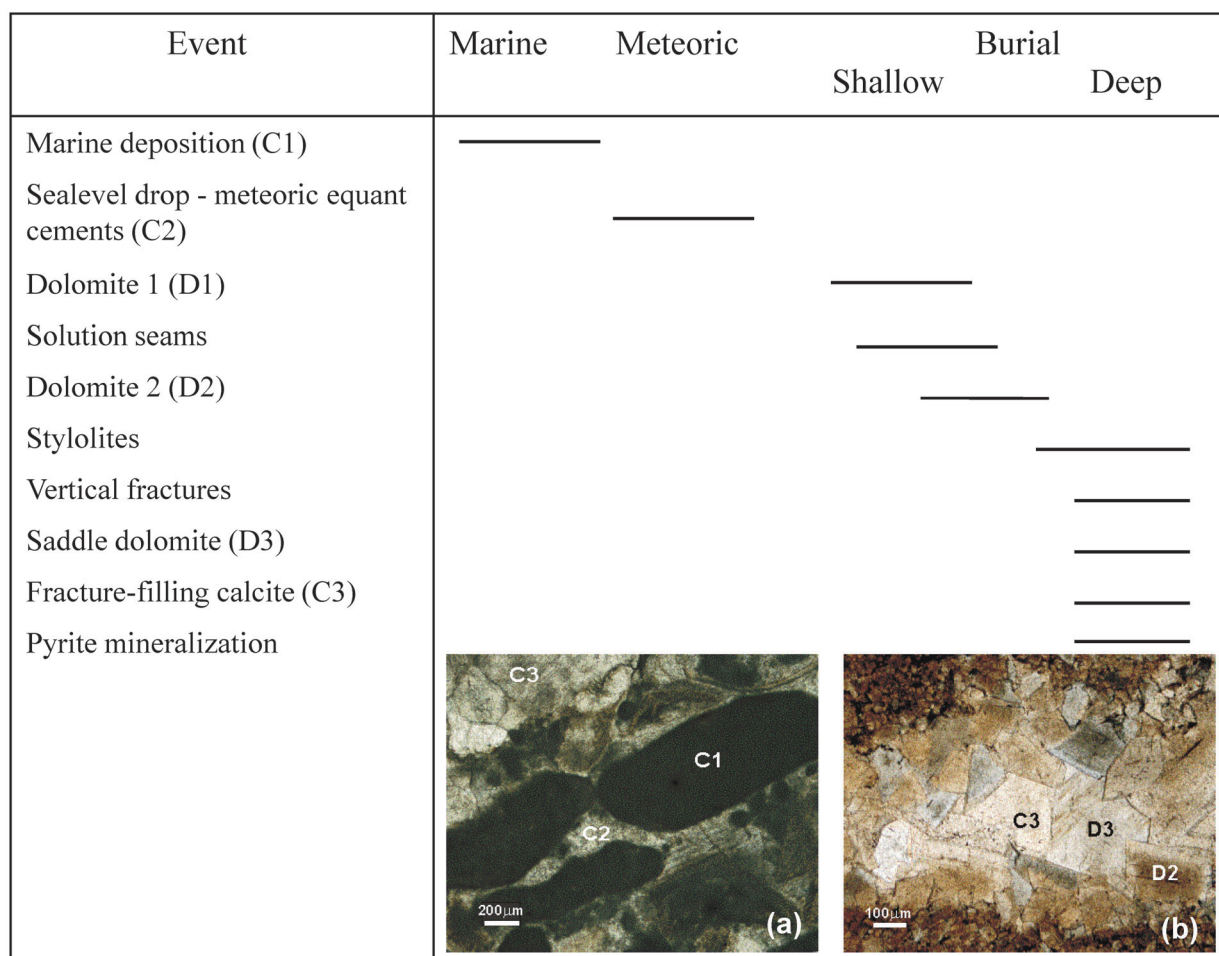 Event
Marine
Meteoric
Burial
Shallow
Deep
Marine deposition (C1)
Sealevel drop - meteoric equant
cements (C2)
Dolomite 1 (D1)
Solution seams
Dolomite 2 (D2)
Stylolites
Vertical fractures
Saddle dolomite (D3)
Fracture-filling calcite (C3)
Pyrite mineralization
C3
C1
C2
200µm
(a)
C3
D3
D2
100µm
(b)